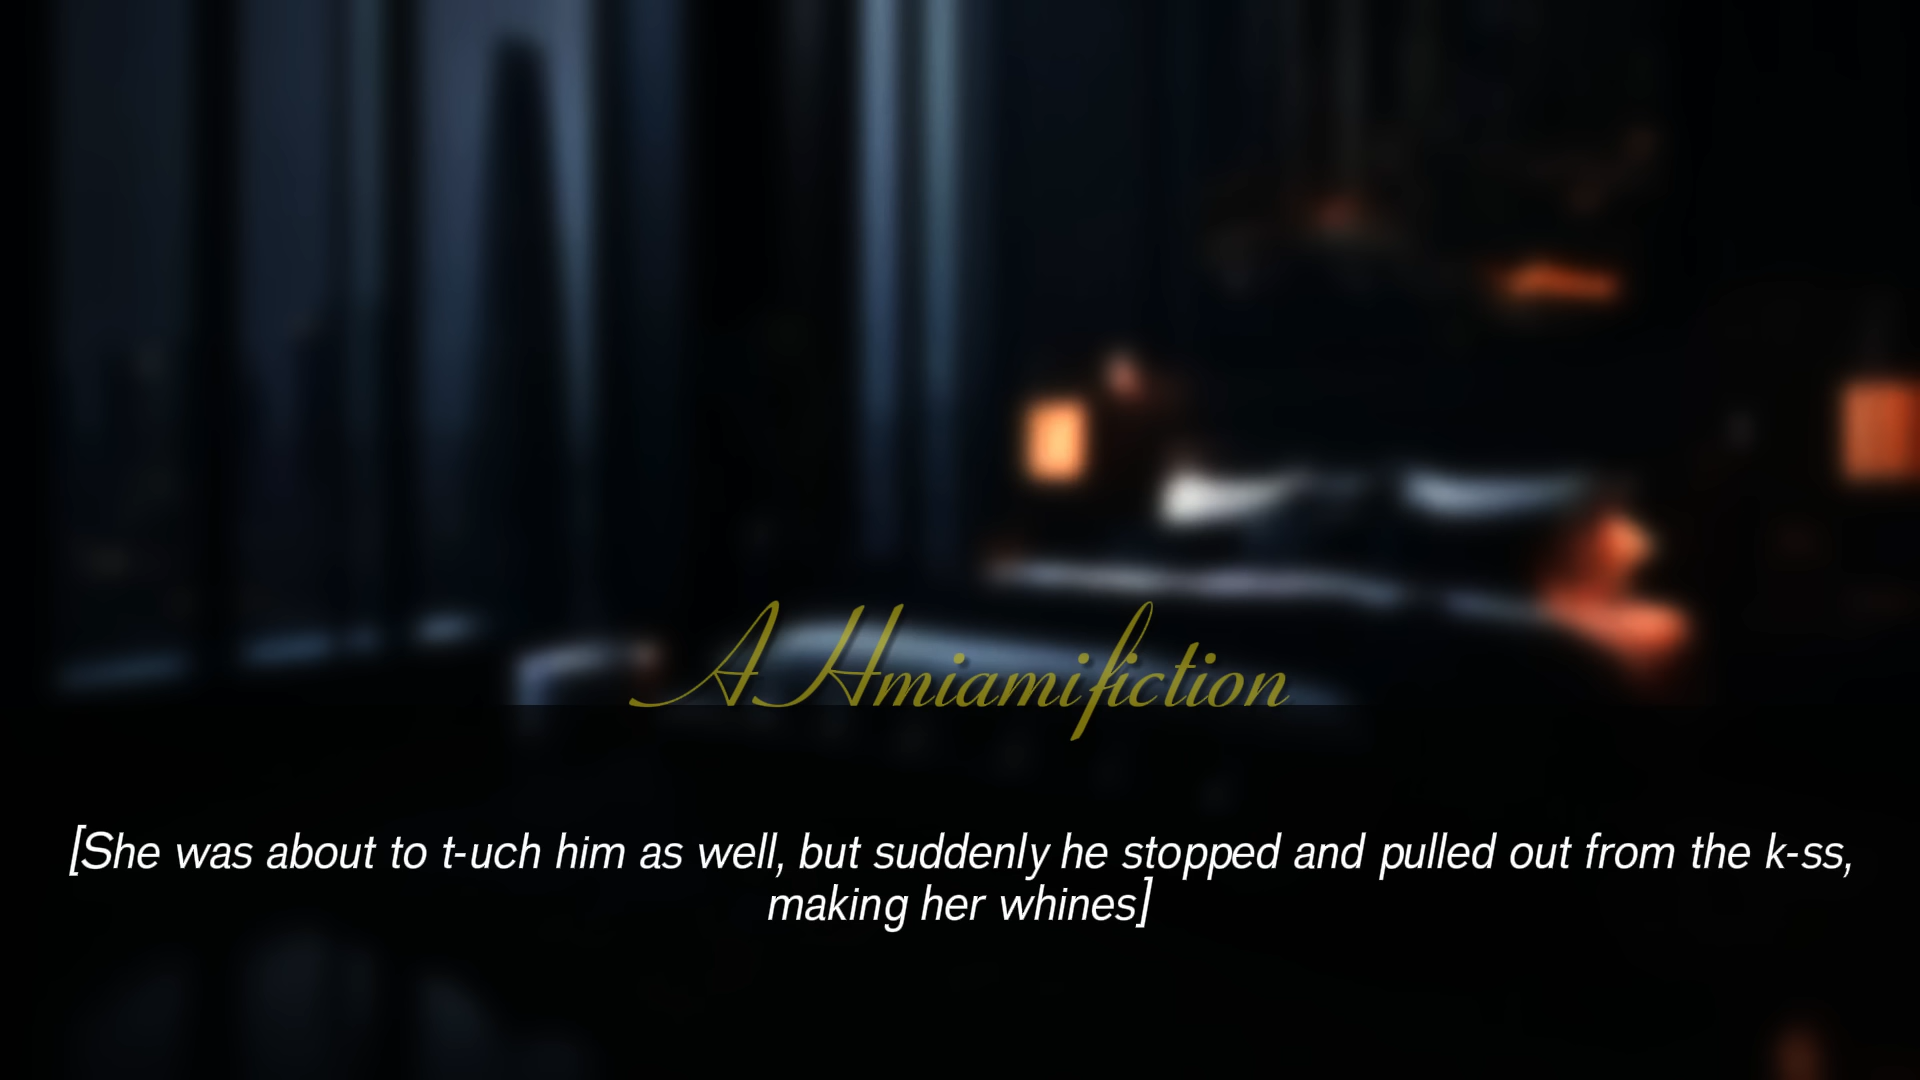 AHmiamifiction
[She was about to t-uch him as well, but suddenly he stopped and pulled out from the k-ss,
making her whines]